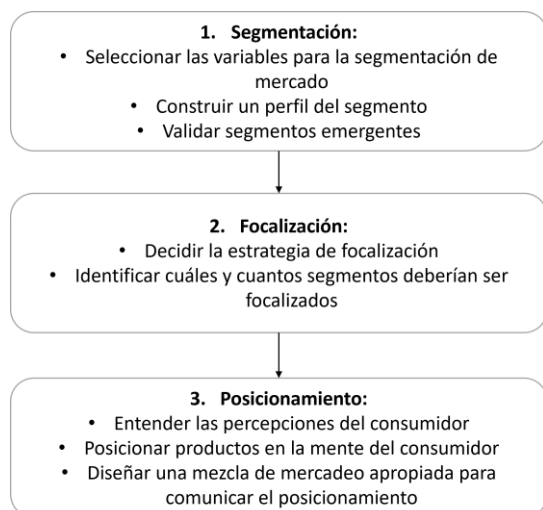 1. Segmentación:
• Seleccionar las variables para la segmentación de
mercado
• Construir un perfil del segmento
• Validar segmentos emergentes
2. Focalización:
• Decidir la estrategia de focalización
• Identificar cuáles y cuantos segmentos deberían ser
focalizados
3. Posicionamiento:
• Entender las percepciones del consumidor
• Posicionar productos en la mente del consumidor
• Diseñar una mezcla de mercadeo apropiada para
comunicar el posicionamiento